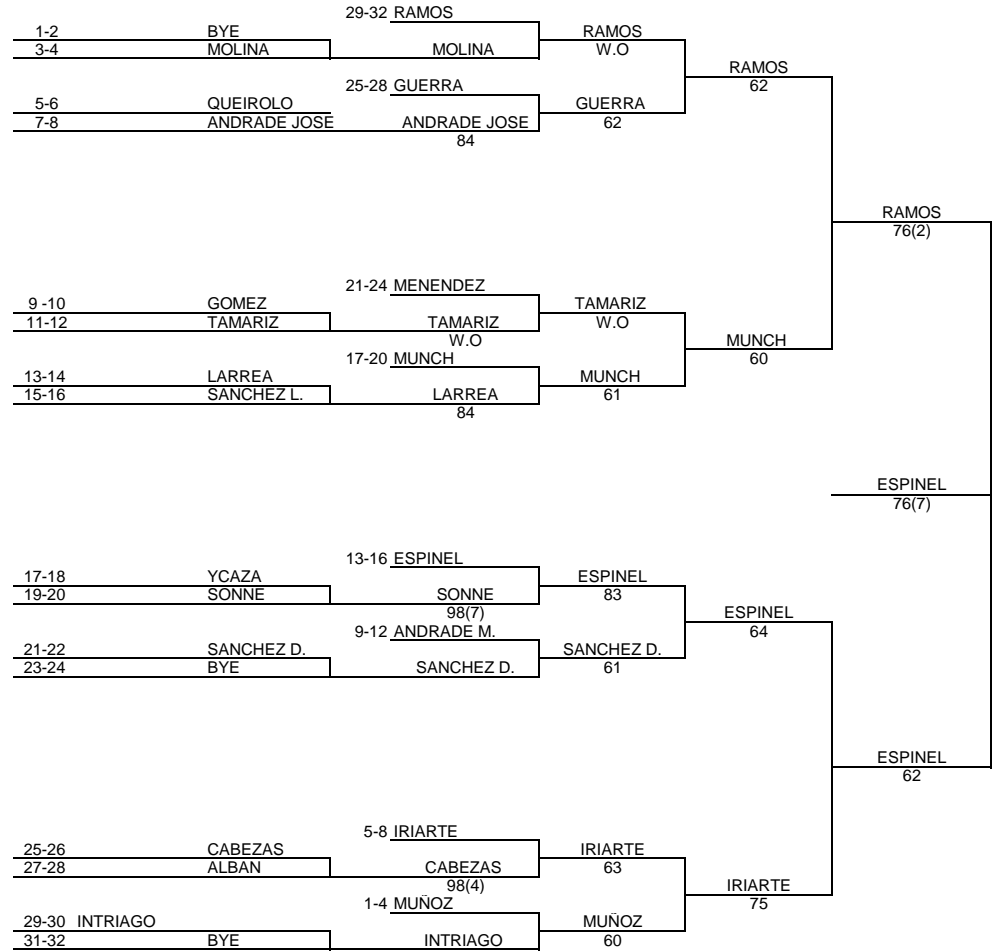 29-32 RAMOS
1-2 BYE RAMOS
3-4 MOLINA MOLINA W.O
RAMOS
25-28 GUERRA 62
5-6 QUEIROLO GUERRA
7-8 ANDRADE JOSE ANDRADE JOSE 62
84
RAMOS
76(2)
21-24 MENENDEZ
9 -10 GOMEZ TAMARIZ
11-12 TAMARIZ TAMARIZ W.O
W.O MUNCH
17-20 MUNCH 60
13-14 LARREA MUNCH
15-16 SANCHEZ L. LARREA 61
84
ESPINEL
76(7)
13-16 ESPINEL
17-18 YCAZA ESPINEL
19-20 SONNE SONNE 83
98(7) ESPINEL
9-12 ANDRADE M. 64
21-22 SANCHEZ D. SANCHEZ D.
23-24 BYE SANCHEZ D. 61
ESPINEL
62
5-8 IRIARTE
25-26 CABEZAS IRIARTE
27-28 ALBAN CABEZAS 63
98(4) IRIARTE
1-4 MUÑOZ 75
29-30 INTRIAGO MUÑOZ
31-32 BYE INTRIAGO 60